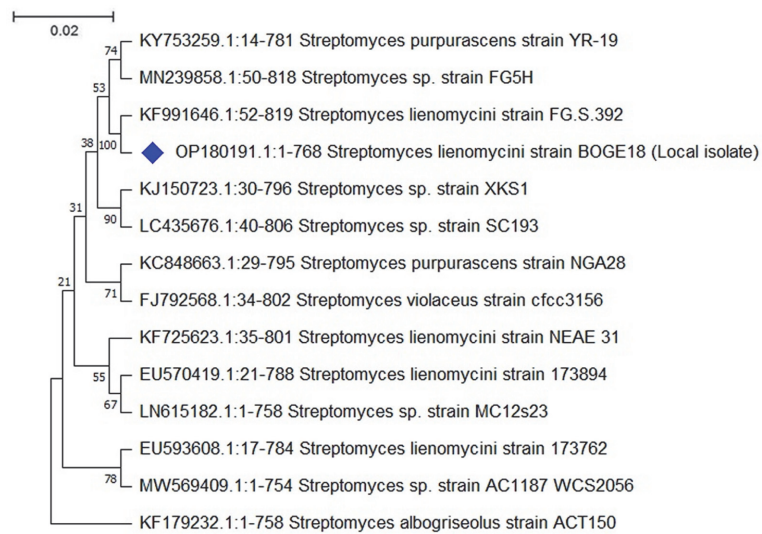 0.02
KY753259.1:14-781 Streptomyces purpurascens strain YR-19
74
MN239858.1:50-818 Streptomyces sp. strain FG5H
53
KF991646.1:52-819 Streptomyces lienomycini strain FG.S.392
38 100
OP180191.1:1-768 Streptomyces lienomycini strain BOGE18 (Local isolate)
KJ150723.1:30-796 Streptomyces sp. strain XKS1
31 90
LC435676.1:40-806 Streptomyces sp. strain SC193
KC848663.1:29-795 Streptomyces purpurascens strain NGA28
21 71
FJ792568.1:34-802 Streptomyces violaceus strain cfcc3156
KF725623.1:35-801 Streptomyces lienomycini strain NEAE 31
55
EU570419.1:21-788 Streptomyces lienomycini strain 173894
67
LN615182.1:1-758 Streptomyces sp. strain MC12s23
EU593608.1:17-784 Streptomyces lienomycini strain 173762
78
MW569409.1:1-754 Streptomyces sp. strain AC1187 WCS2056
KF179232.1:1-758 Streptomyces albogriseolus strain ACT150